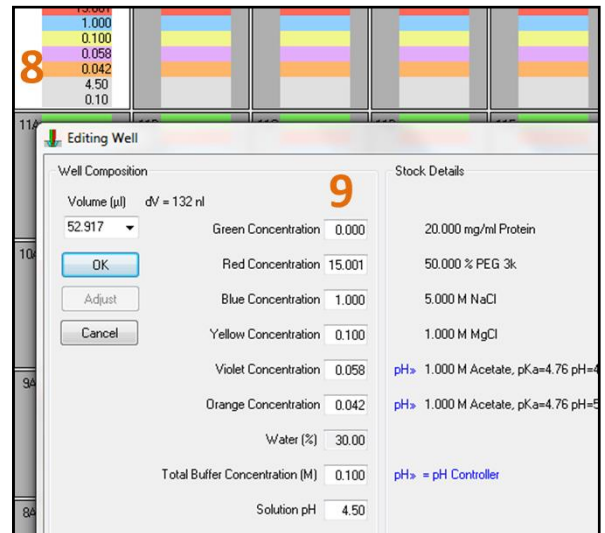 15.001
1.000
0.100
0.058
8
0.042
4.50
0.10
11A
Editing Well
Well Composition
Stock Details
Volume (µl) dV = 132 nl
9
52.917
Green Concentration 0.000 20.000 mg/ml Protein
OK
Red Concentration 15.001 50.000 % PEG 3k
Adjust
Blue Concentration 1.000 5.000 M NaCl
Cancel
Yellow Concentration 0.100 1.000 M MgCl
Violet Concentration 0.058 pH» 1.000 M Acetate, pKa=4.76 pH=4
9A
Orange Concentration 0.042 pH» 1.000 M Acetate, pKa=4.76 pH=5
Water (%) 30.00
Total Buffer Concentration (M) 0.100 pH» = pH Controller
8A
Solution pH 4.50